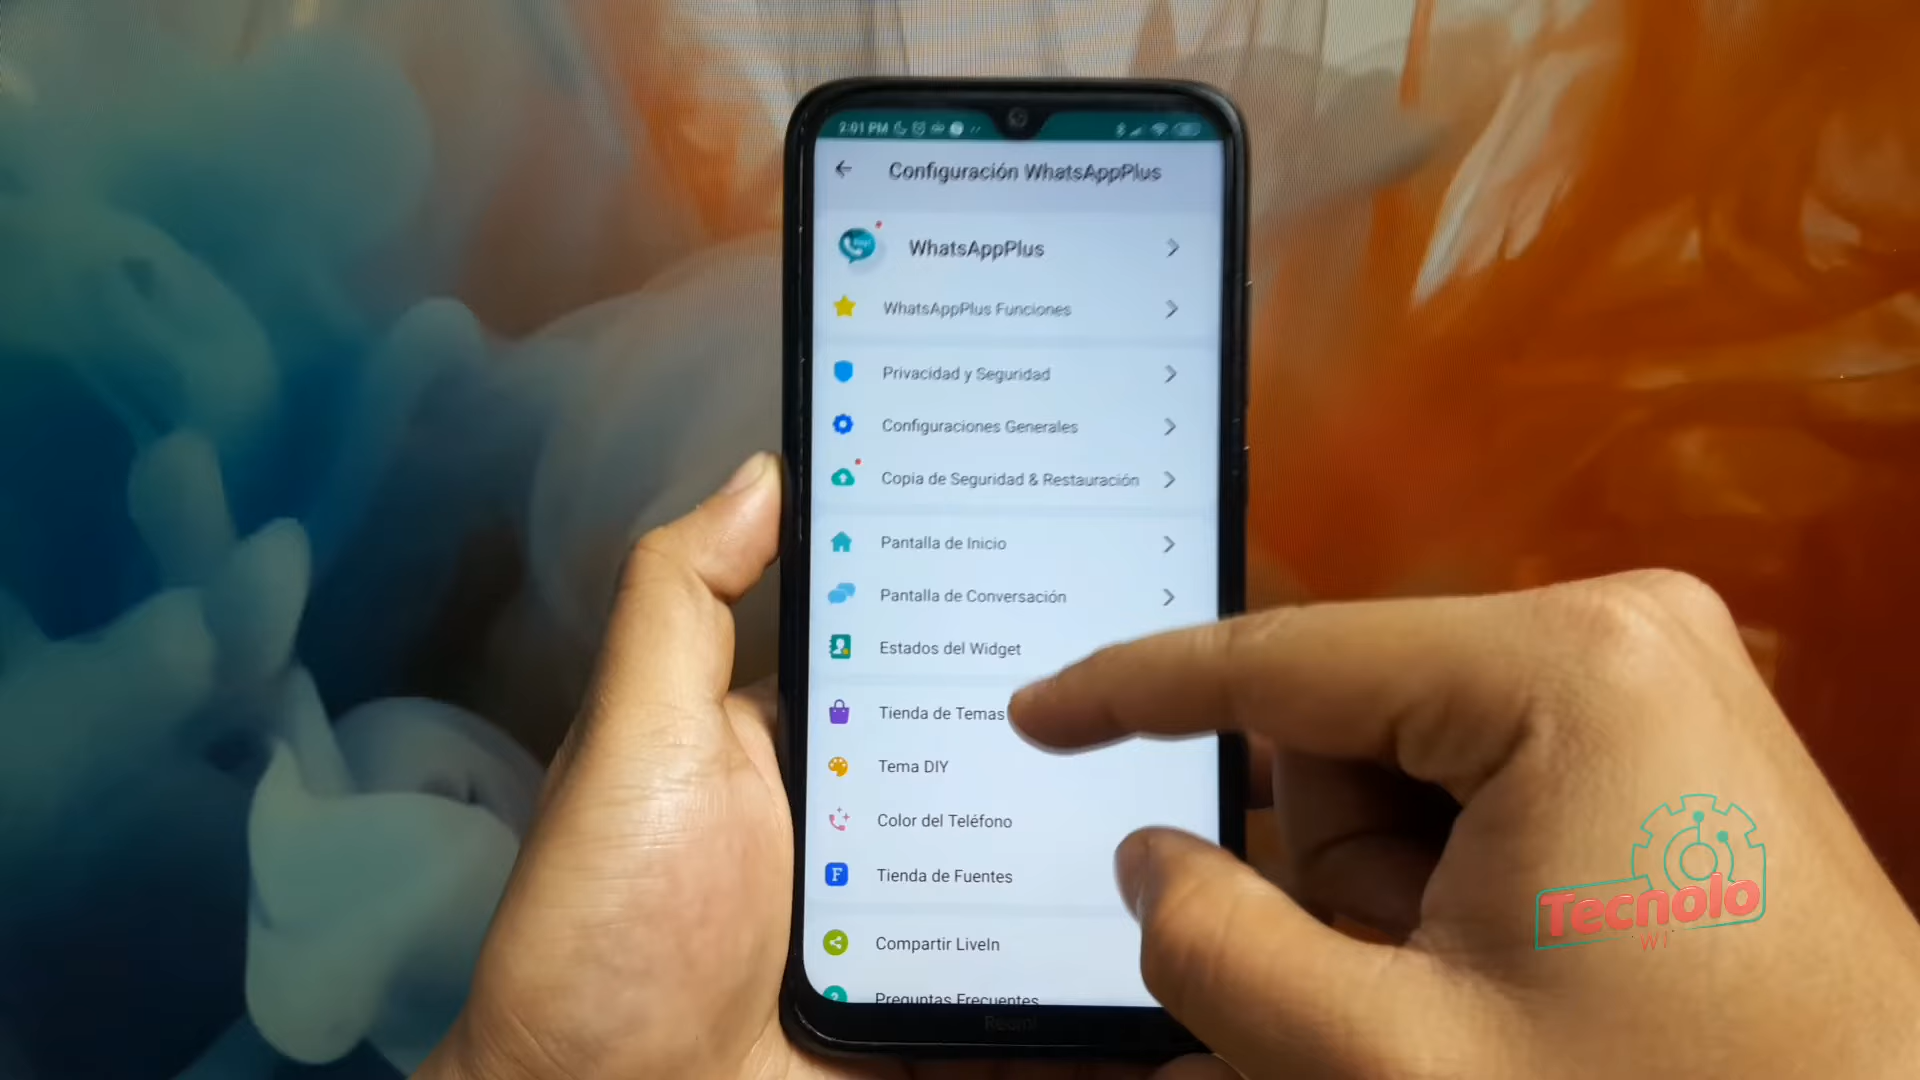 2:01 PM
Configuración WhatsAppPlus
WhatsAppPlus
WhatsAppPlus Funciones
Privacidad y Seguridad
Configuraciones Generales
Copia de Seguridad & Restauración
Pantalla de Inicio
Pantalla de Conversación
Estados del Widget
Tienda de Temas
Tema DIY
Color del Teléfono
F
Tienda de Fuentes
Compartir LiveIn
?
Preguntas Frecuentes
Redmi
Tecnolo
WI